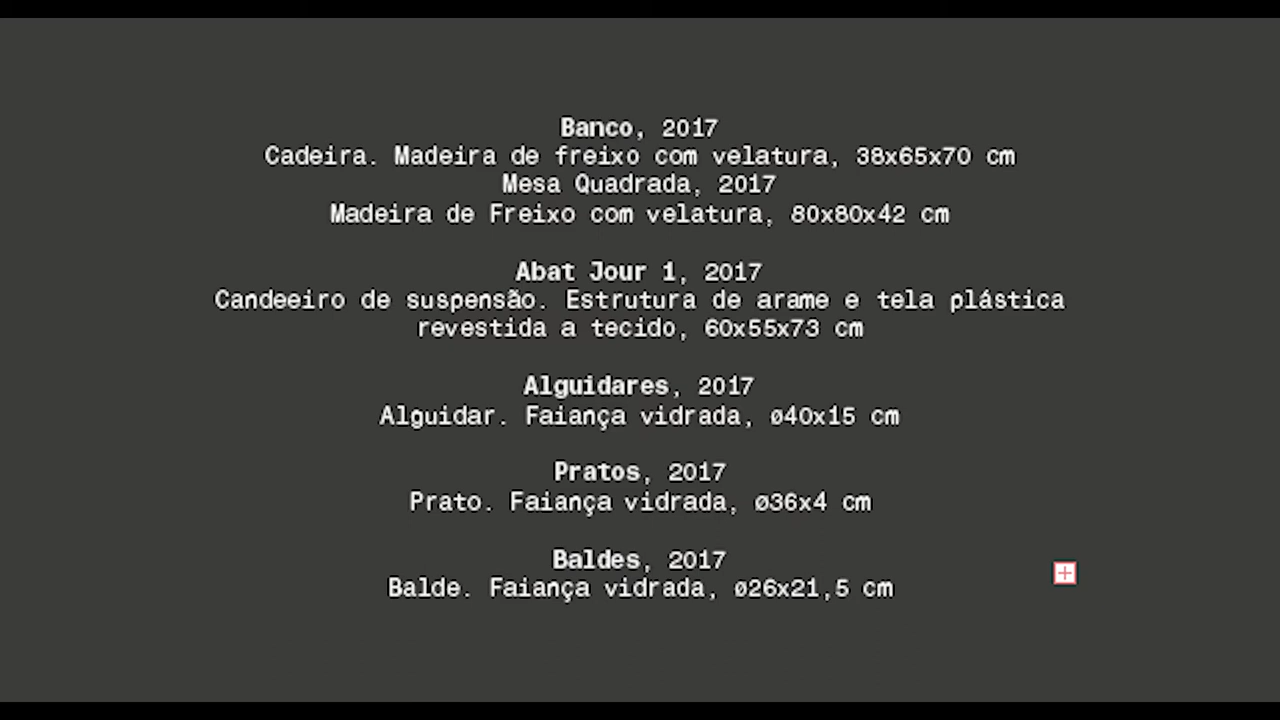 Banco, 2017
Cadeira. Madeira de freixo com velatura, 38x65x70 cm
Mesa Quadrada, 2017
Madeira de Freixo com velatura, 80x80x42 cm
Abat Jour 1, 2017
Candeeiro de suspensão. Estrutura de arame e tela plástica
revestida a tecido, 60x55x73 cm
Alguidares, 2017
Alguidar. Faiança vidrada, ø40x15 cm
Pratos, 2017
Prato. Faiança vidrada, ø36x4 cm
Baldes, 2017
Balde. Faiança vidrada, ø26x21,5 cm